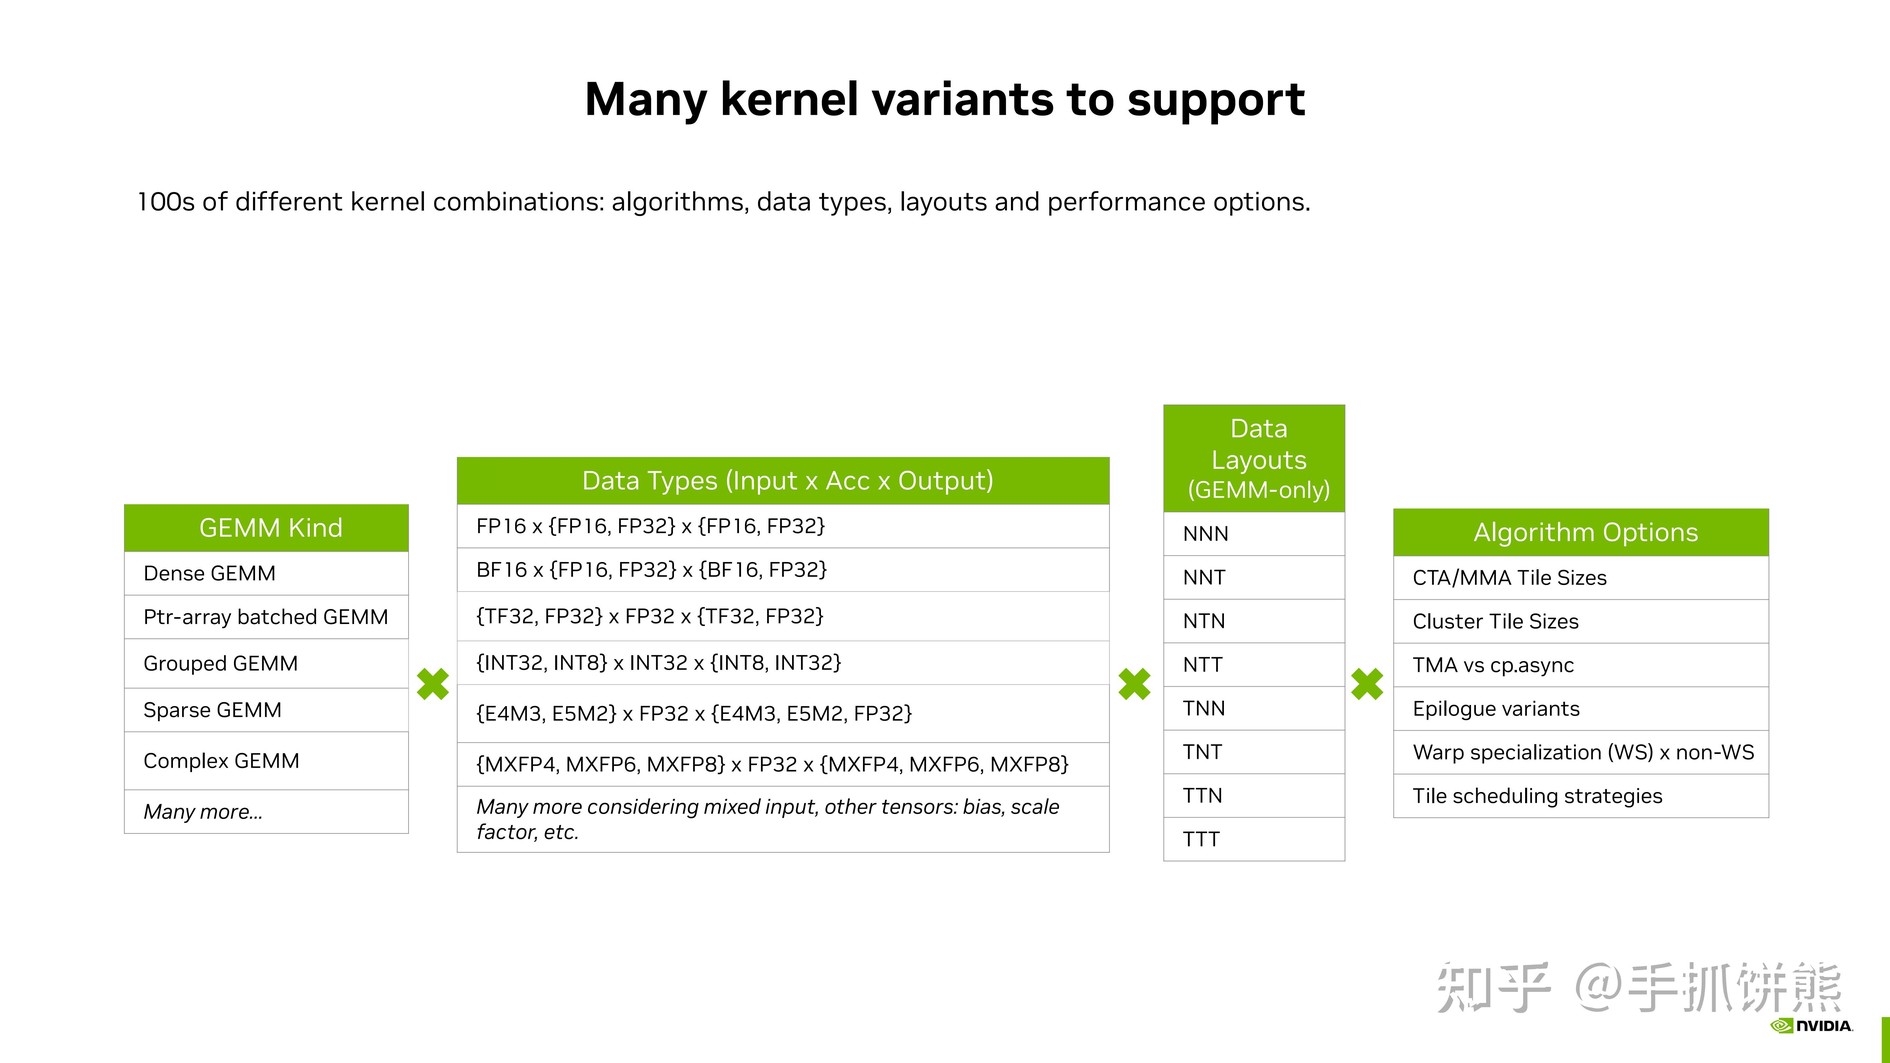 Many kernel variants to support
100s of different kernel combinations: algorithms, data types, layouts and performance options.
GEMM Kind
Dense GEMM
Ptr-array batched GEMM
Grouped GEMM
Sparse GEMM
Complex GEMM
Many more...
Data Types (Input x Acc x Output)
FP16 x {FP16, FP32} x {FP16, FP32}
BF16 x {FP16, FP32} x {BF16, FP32}
{TF32, FP32} x FP32 x {TF32, FP32}
{INT32, INT8} x INT32 x {INT8, INT32}
{E4M3, E5M2} x FP32 x {E4M3, E5M2, FP32}
{MXFP4, MXFP6, MXFP8} x FP32 x {MXFP4, MXFP6, MXFP8}
Many more considering mixed input, other tensors: bias, scale
factor, etc.
Data
Layouts
(GEMM-only)
NNN
NNT
NTN
NTT
TNN
TNT
TTN
TTT
Algorithm Options
CTA/MMA Tile Sizes
Cluster Tile Sizes
TMA vs cp.async
Epilogue variants
Warp specialization (WS) x non-WS
Tile scheduling strategies
知乎 @手抓饼熊
NVIDIA.